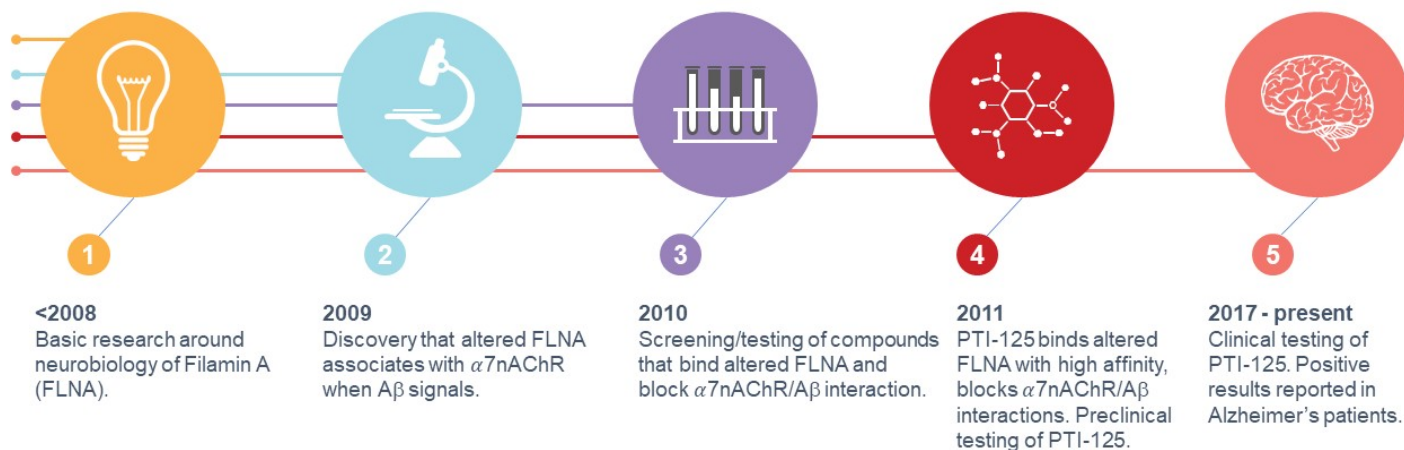 1
2
3
4
5
<2008
Basic research around
neurobiology of Filamin A
(FLNA).
2009
Discovery that altered FLNA
associates with α7nAChR
when Aβ signals.
2010
Screening/testing of compounds
that bind altered FLNA and
block α7nAChR/Aβ interaction.
2011
PTI-125 binds altered
FLNA with high affinity,
blocks α7nAChR/Aβ
interactions. Preclinical
testing of PTI-125.
2017 - present
Clinical testing of
PTI-125. Positive
results reported in
Alzheimer’s patients.